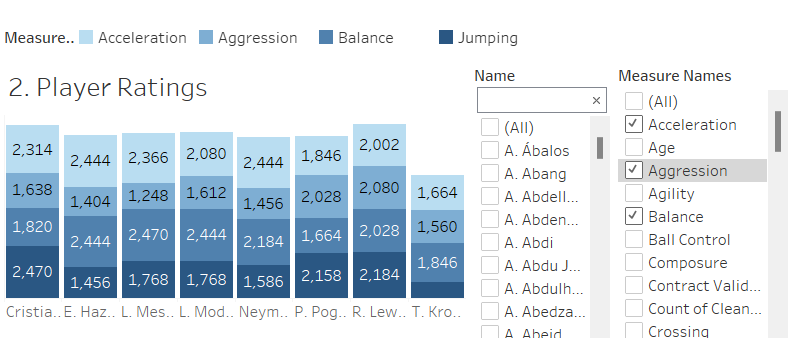 Measure.. Acceleration Aggression Balance Jumping
2. Player Ratings
2,314 2,444 2,366 2,080 2,444 1,846 2,002 1,664
1,638 1,404 1,248 1,612 1,456 2,028 2,080 1,560
1,820 2,444 2,470 2,444 2,184 1,664 2,028 1,846
2,470 1,456 1,768 1,768 1,586 2,158 2,184
Cristia.. E. Haz.. L. Mes.. L. Mod.. Neym.. P. Pog.. R. Lew.. T. Kro..
Name
×
(All)
A. Ábalos
A. Abang
A. Abdell...
A. Abden...
A. Abdi
A. Abdu J...
A. Abdulh...
A. Abedza...
A. Abeid
Measure Names
(All)
Acceleration
Age
Aggression
Agility
Balance
Ball Control
Composure
Contract Valid...
Count of Clean...
Crossing